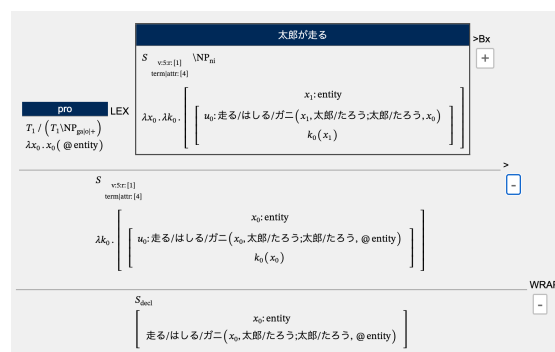 太郎が走る
>Bx
S v:5:r: [1] term|attr: [4] \NP ni
+
λx0 . λk0 . [ x1: entity
[ u0: 走る/はしる/ガニ(x1, 太郎/たろう;太郎/たろう, x0)
k0(x1) ] ]
pro
LEX
T1 / (T1\NP ga|o|+)
λx0 . x0( @ entity)
>
S v:5:r: [1] term|attr: [4]
-
λk0 . [ x0: entity
[ u0: 走る/はしる/ガニ(x0, 太郎/たろう;太郎/たろう, @ entity)
k0(x0) ] ]
WRAP
S decl
-
[ x0: entity
走る/はしる/ガニ(x0, 太郎/たろう;太郎/たろう, @ entity) ]